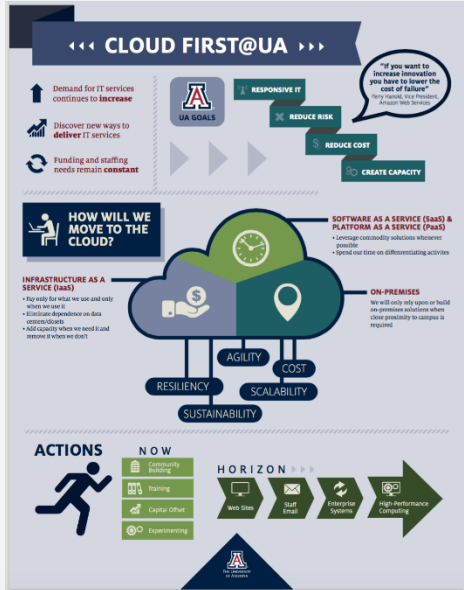 CLOUD FIRST@UA
Demand for IT services
continues to increase
Discover new ways to
deliver IT services
Funding and staffing
needs remain constant
A
UA GOALS
RESPONSIVE IT
REDUCE RISK
REDUCE COST
CREATE CAPACITY
"If you want to
increase innovation
you have to lower the
cost of failure"
Vice President,
Amazon Web Services
HOW WILL WE
MOVE TO THE
CLOUD?
SOFTWARE AS A SERVICE (SaaS) &
PLATFORM AS A SERVICE (PaaS)
• Leverage commodity solutions whenever
possible
• Spend our time on differentiating activites
INFRASTRUCTURE AS A
SERVICE (IaaS)
• Pay only for what we use and only
when we use it
• Eliminate dependence on data
centers/closets
• Add capacity when we need it and
remove it when we don't
ON-PREMISES
We will only rely upon or build
on-premises solutions when
close proximity to campus is
required
AGILITY
COST
RESILIENCY
SCALABILITY
SUSTAINABILITY
ACTIONS
NOW
Community
Building
Training
Capital Offset
Experimenting
HORIZON
Web Sites
Staff
Email
Enterprise
Systems
High-Performance
Computing
A
THE UNIVERSITY
OF ARIZONA